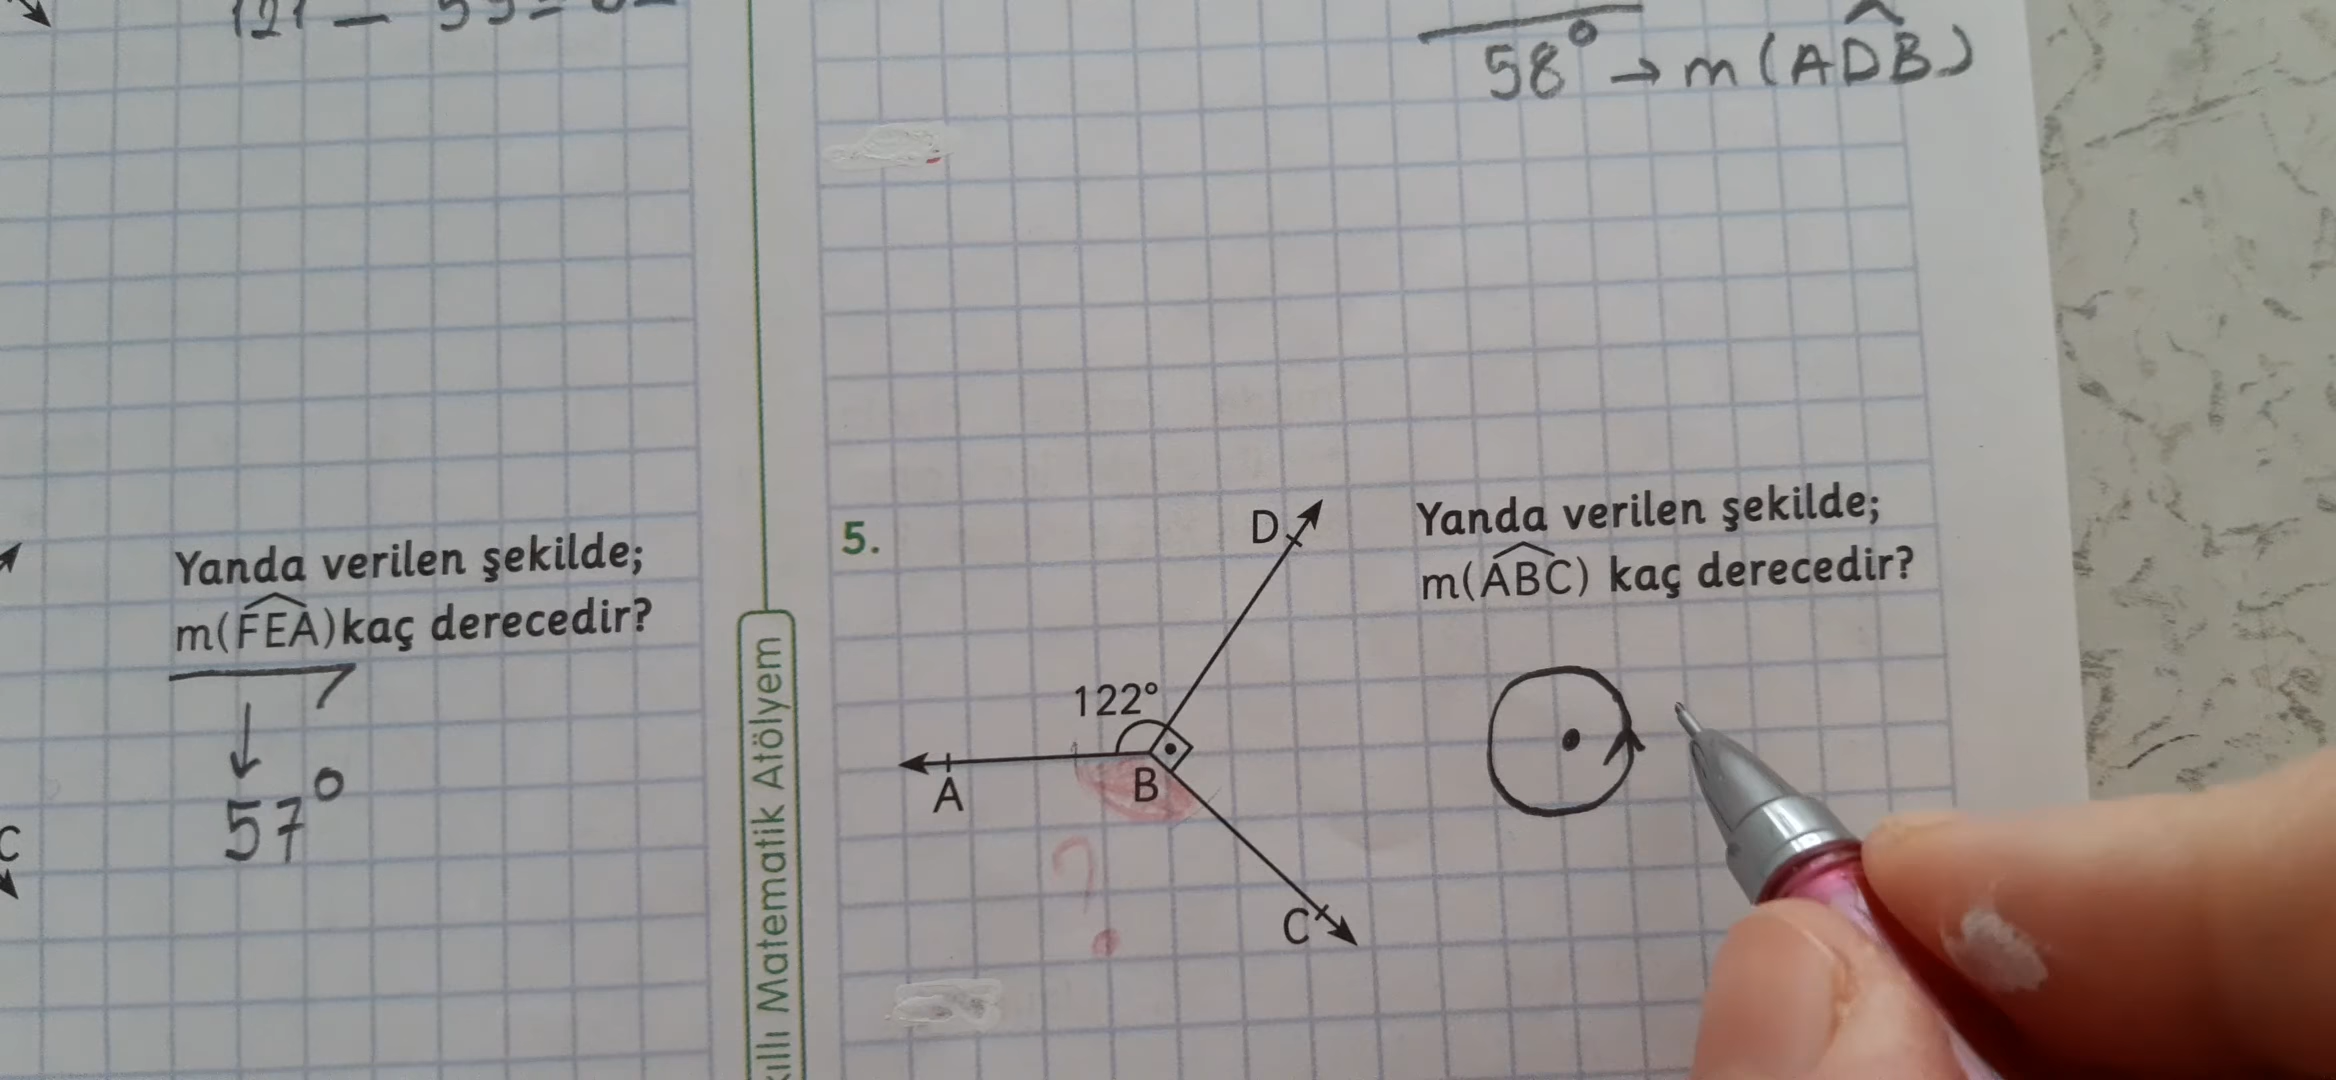 58° → m(ADB)
Yanda verilen şekilde;
m(FEA) kaç derecedir?
57°
C
Matematik Atölyem
5.
D
122°
A
B
C
?
Yanda verilen şekilde;
m(ABC) kaç derecedir?